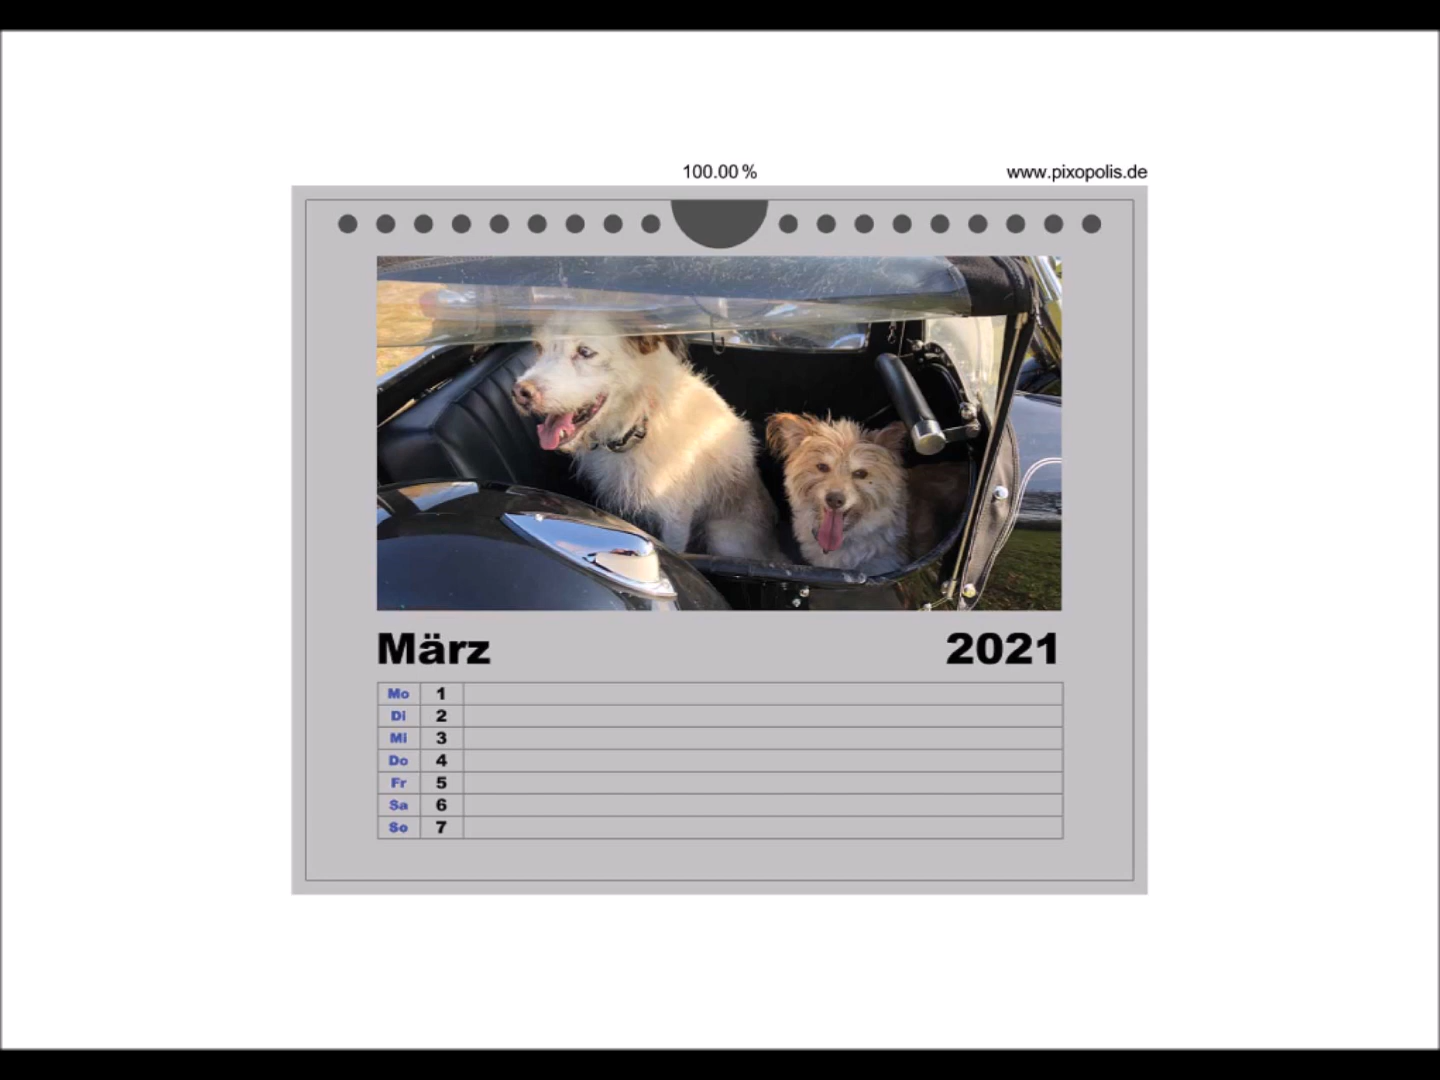 100.00 % www.pixopolis.de
März 2021
Mo 1
Di 2
Mi 3
Do 4
Fr 5
Sa 6
So 7